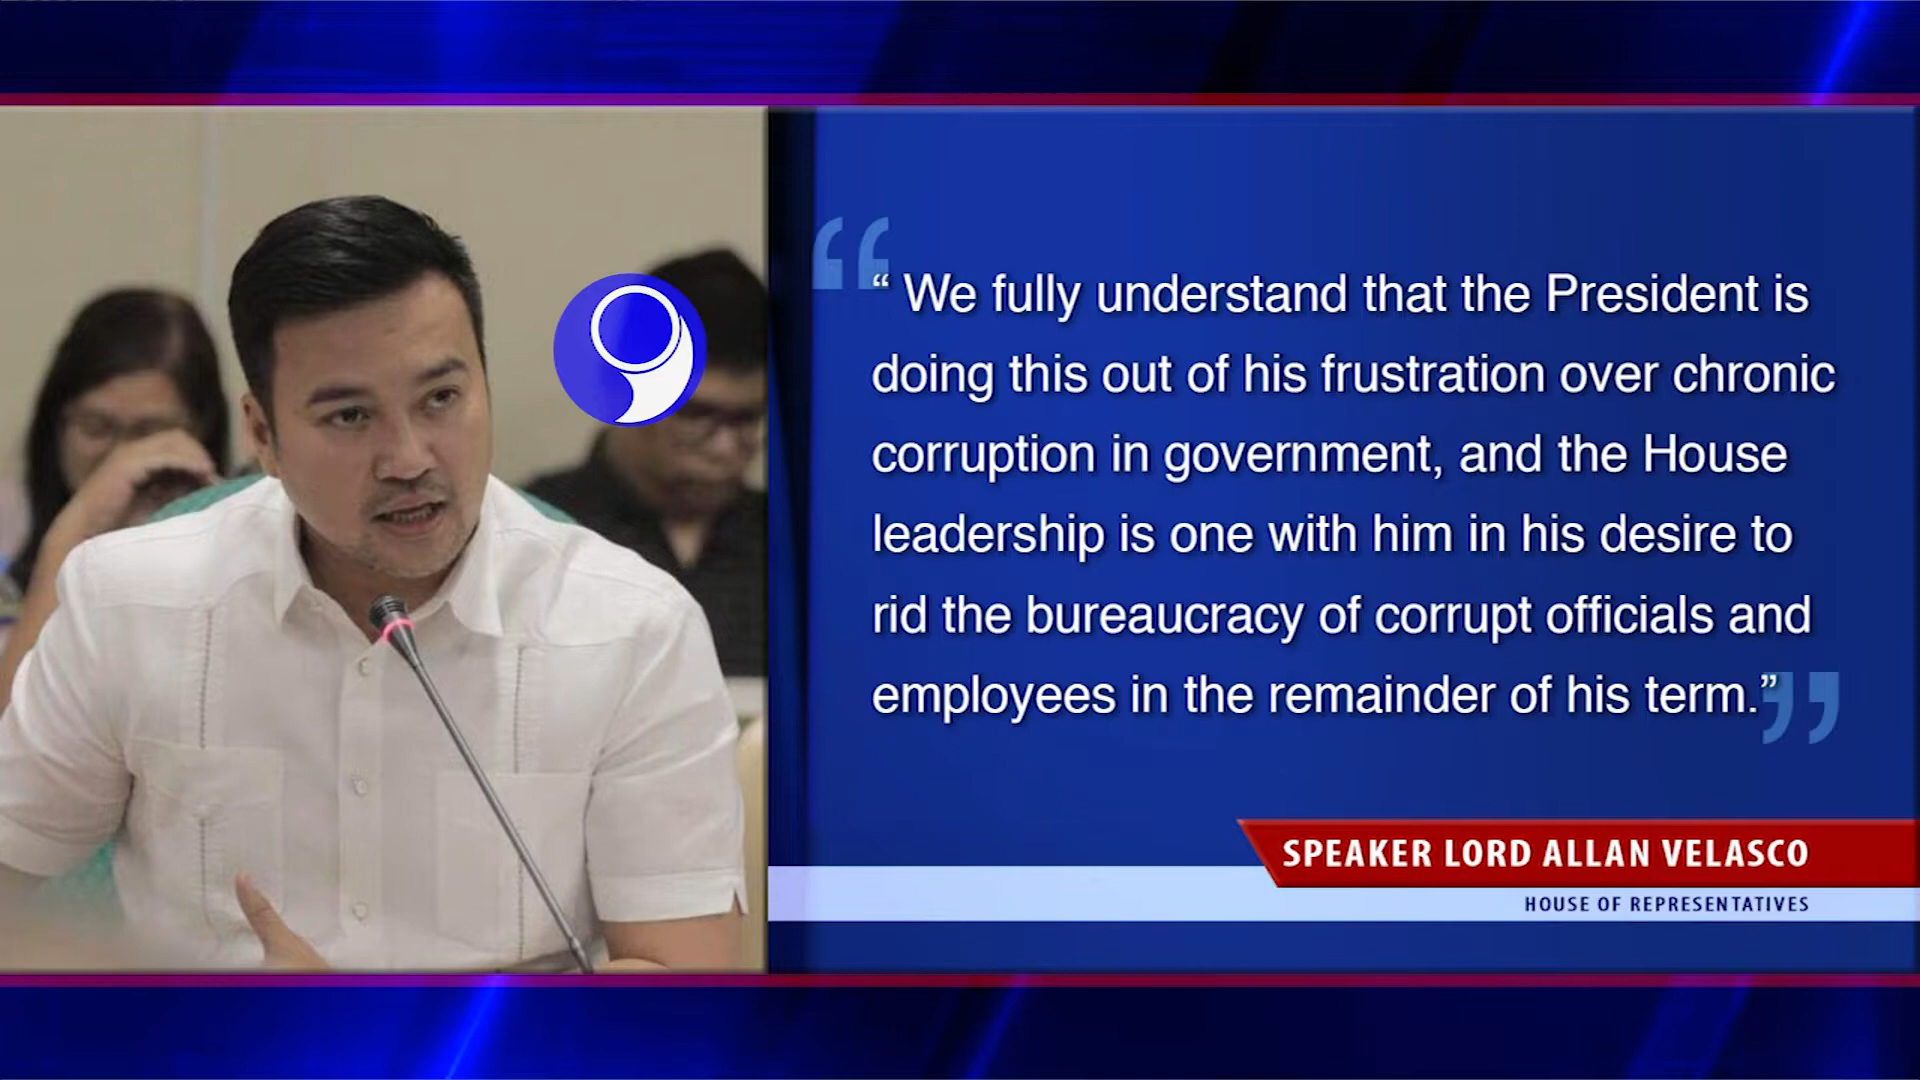 “ We fully understand that the President is
doing this out of his frustration over chronic
corruption in government, and the House
leadership is one with him in his desire to
rid the bureaucracy of corrupt officials and
employees in the remainder of his term.”
SPEAKER LORD ALLAN VELASCO
HOUSE OF REPRESENTATIVES